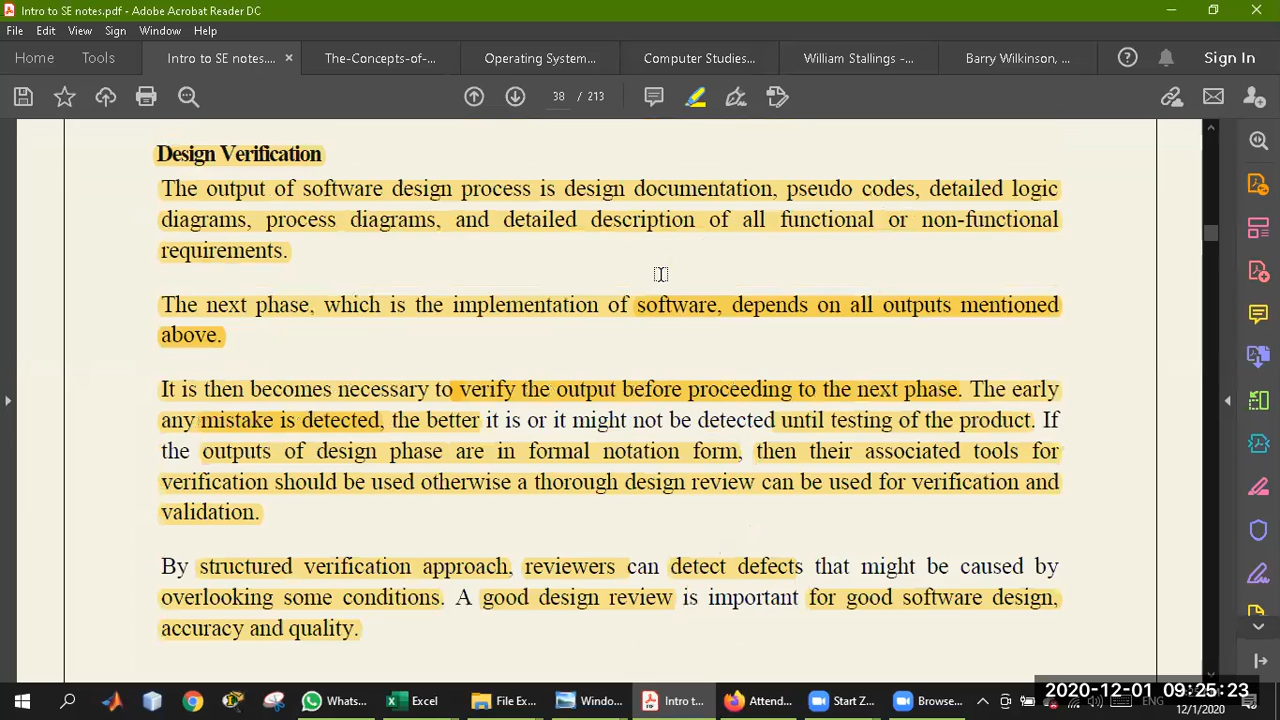 Intro to SE notes.pdf - Adobe Acrobat Reader DC
File Edit View Sign Window Help
Home Tools Intro to SE notes.... × The-Concepts-of-... Operating System... Computer Studies... William Stallings -... Barry Wilkinson, ... Sign In
38 / 213
Design Verification
The output of software design process is design documentation, pseudo codes, detailed logic
diagrams, process diagrams, and detailed description of all functional or non-functional
requirements.
The next phase, which is the implementation of software, depends on all outputs mentioned
above.
It is then becomes necessary to verify the output before proceeding to the next phase. The early
any mistake is detected, the better it is or it might not be detected until testing of the product. If
the outputs of design phase are in formal notation form, then their associated tools for
verification should be used otherwise a thorough design review can be used for verification and
validation.
By structured verification approach, reviewers can detect defects that might be caused by
overlooking some conditions. A good design review is important for good software design,
accuracy and quality.
Whats... Excel File Ex... Windo... Intro t... Attend... Start Z... Browse...
2020-12-01 09:25:23
12/1/2020